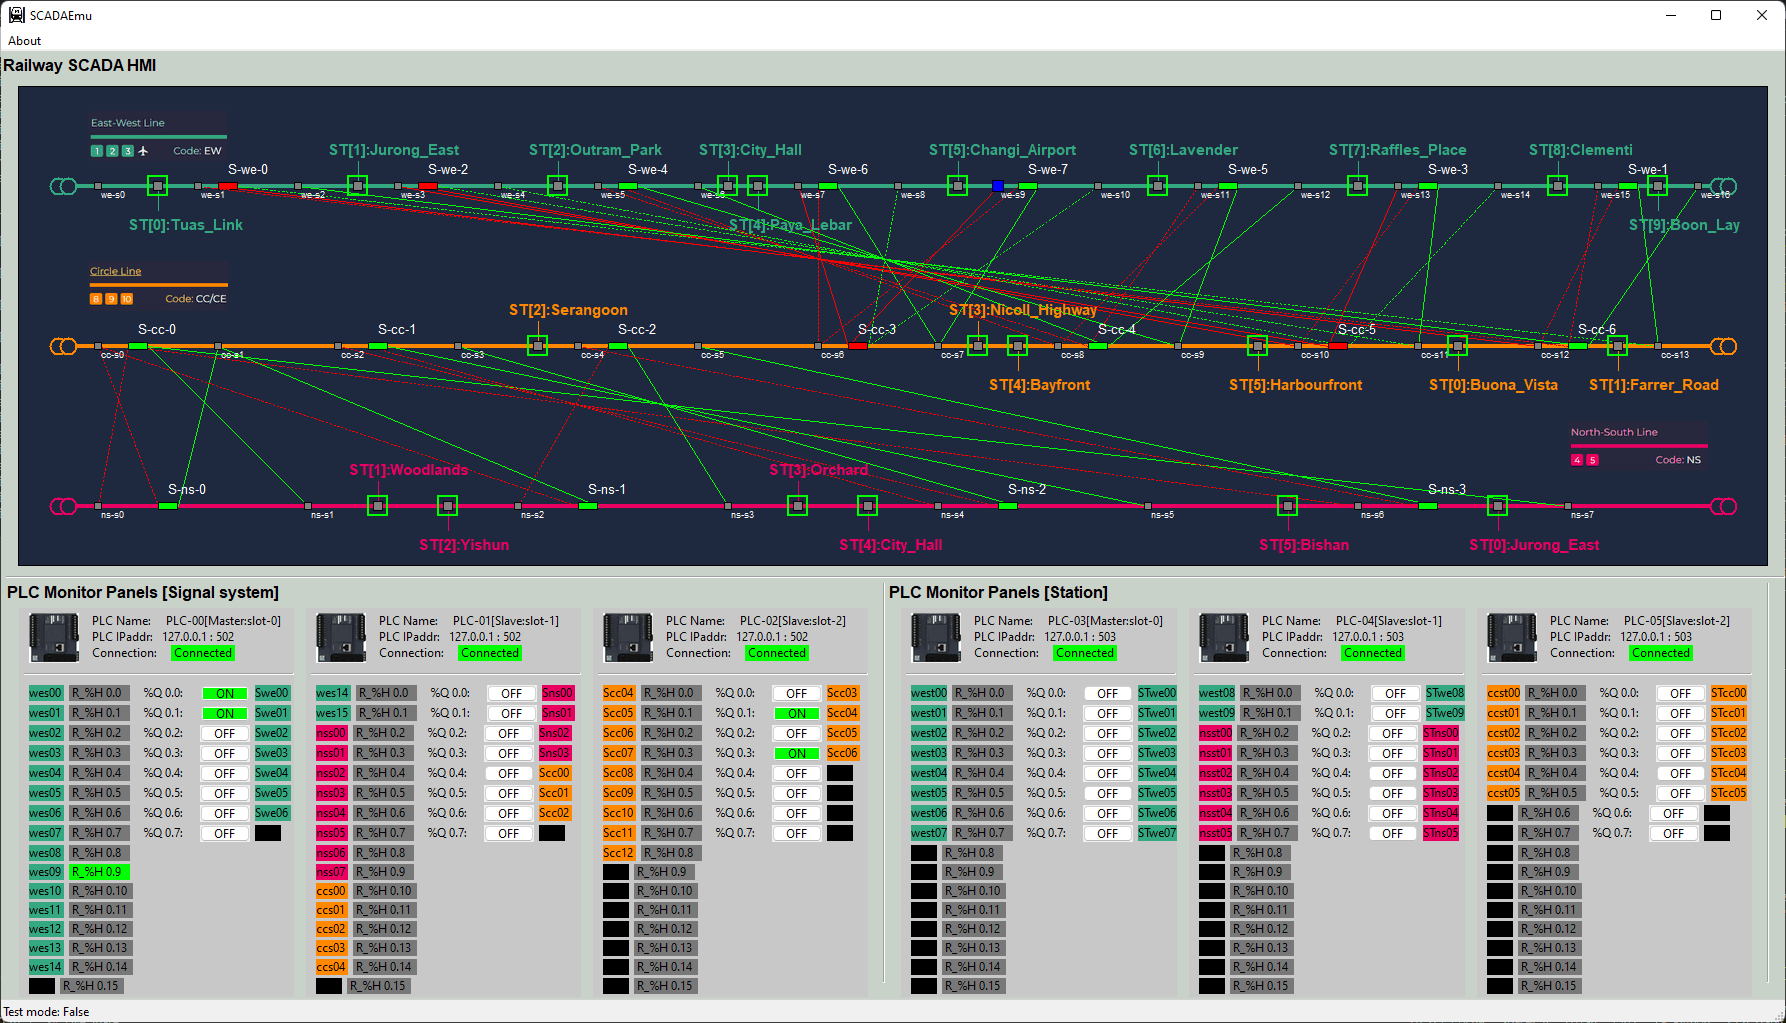 SCADAEmu
About
Railway SCADA HMI
East-West Line
1 2 3 Code: EW
ST[1]:Jurong_East ST[2]:Outram_Park ST[3]:City_Hall ST[5]:Changi_Airport ST[6]:Lavender ST[7]:Raffles_Place ST[8]:Clementi
S-we-0 S-we-2 S-we-4 S-we-6 S-we-7 S-we-5 S-we-3 S-we-1
we-s0 we-s1 we-s2 we-s3 we-s4 we-s5 we-s6 we-s7 we-s8 we-s9 we-s10 we-s11 we-s12 we-s13 we-s14 we-s15 we-s16
ST[0]:Tuas_Link ST[4]:Paya_Lebar ST[9]:Boon_Lay
Circle Line
8 9 10 Code: CC/CE
ST[2]:Serangoon ST[3]:Nicoll_Highway
S-cc-0 S-cc-1 S-cc-2 S-cc-3 S-cc-4 S-cc-5 S-cc-6
cc-s0 cc-s1 cc-s2 cc-s3 cc-s4 cc-s5 cc-s6 cc-s7 cc-s8 cc-s9 cc-s10 cc-s11 cc-s12 cc-s13
ST[4]:Bayfront ST[5]:Harbourfront ST[0]:Buona_Vista ST[1]:Farrer_Road
North-South Line
4 5 Code: NS
ST[1]:Woodlands ST[3]:Orchard
S-ns-0 S-ns-1 S-ns-2 S-ns-3
ns-s0 ns-s1 ns-s2 ns-s3 ns-s4 ns-s5 ns-s6 ns-s7
ST[2]:Yishun ST[4]:City_Hall ST[5]:Bishan ST[0]:Jurong_East
PLC Monitor Panels [Signal system]
PLC Name: PLC-00[Master:slot-0]
PLC IPaddr: 127.0.0.1 : 502
Connection: Connected
wes00 R_%H 0.0 %Q 0.0: ON Swe00
wes01 R_%H 0.1 %Q 0.1: ON Swe01
wes02 R_%H 0.2 %Q 0.2: OFF Swe02
wes03 R_%H 0.3 %Q 0.3: OFF Swe03
wes04 R_%H 0.4 %Q 0.4: OFF Swe04
wes05 R_%H 0.5 %Q 0.5: OFF Swe05
wes06 R_%H 0.6 %Q 0.6: OFF Swe06
wes07 R_%H 0.7 %Q 0.7: OFF
wes08 R_%H 0.8
wes09 R_%H 0.9
wes10 R_%H 0.10
wes11 R_%H 0.11
wes12 R_%H 0.12
wes13 R_%H 0.13
wes14 R_%H 0.14
R_%H 0.15
PLC Name: PLC-01[Slave:slot-1]
PLC IPaddr: 127.0.0.1 : 502
Connection: Connected
wes14 R_%H 0.0 %Q 0.0: OFF Sns00
wes15 R_%H 0.1 %Q 0.1: OFF Sns01
nss00 R_%H 0.2 %Q 0.2: OFF Sns02
nss01 R_%H 0.3 %Q 0.3: OFF Sns03
nss02 R_%H 0.4 %Q 0.4: OFF Scc00
nss03 R_%H 0.5 %Q 0.5: OFF Scc01
nss04 R_%H 0.6 %Q 0.6: OFF Scc02
nss05 R_%H 0.7 %Q 0.7: OFF
nss06 R_%H 0.8
nss07 R_%H 0.9
ccs00 R_%H 0.10
ccs01 R_%H 0.11
ccs02 R_%H 0.12
ccs03 R_%H 0.13
ccs04 R_%H 0.14
R_%H 0.15
PLC Name: PLC-02[Slave:slot-2]
PLC IPaddr: 127.0.0.1 : 502
Connection: Connected
Scc04 R_%H 0.0 %Q 0.0: OFF Scc03
Scc05 R_%H 0.1 %Q 0.1: ON Scc04
Scc06 R_%H 0.2 %Q 0.2: OFF Scc05
Scc07 R_%H 0.3 %Q 0.3: ON Scc06
Scc08 R_%H 0.4 %Q 0.4: OFF
Scc09 R_%H 0.5 %Q 0.5: OFF
Scc10 R_%H 0.6 %Q 0.6: OFF
Scc11 R_%H 0.7 %Q 0.7: OFF
Scc12 R_%H 0.8
R_%H 0.9
R_%H 0.10
R_%H 0.11
R_%H 0.12
R_%H 0.13
R_%H 0.14
R_%H 0.15
PLC Monitor Panels [Station]
PLC Name: PLC-03[Master:slot-0]
PLC IPaddr: 127.0.0.1 : 503
Connection: Connected
west00 R_%H 0.0 %Q 0.0: OFF STwe00
west01 R_%H 0.1 %Q 0.1: OFF STwe01
west02 R_%H 0.2 %Q 0.2: OFF STwe02
west03 R_%H 0.3 %Q 0.3: OFF STwe03
west04 R_%H 0.4 %Q 0.4: OFF STwe04
west05 R_%H 0.5 %Q 0.5: OFF STwe05
west06 R_%H 0.6 %Q 0.6: OFF STwe06
west07 R_%H 0.7 %Q 0.7: OFF STwe07
R_%H 0.8
R_%H 0.9
R_%H 0.10
R_%H 0.11
R_%H 0.12
R_%H 0.13
R_%H 0.14
R_%H 0.15
PLC Name: PLC-04[Slave:slot-1]
PLC IPaddr: 127.0.0.1 : 503
Connection: Connected
west08 R_%H 0.0 %Q 0.0: OFF STwe08
west09 R_%H 0.1 %Q 0.1: OFF STwe09
nsst00 R_%H 0.2 %Q 0.2: OFF STns00
nsst01 R_%H 0.3 %Q 0.3: OFF STns01
nsst02 R_%H 0.4 %Q 0.4: OFF STns02
nsst03 R_%H 0.5 %Q 0.5: OFF STns03
nsst04 R_%H 0.6 %Q 0.6: OFF STns04
nsst05 R_%H 0.7 %Q 0.7: OFF STns05
R_%H 0.8
R_%H 0.9
R_%H 0.10
R_%H 0.11
R_%H 0.12
R_%H 0.13
R_%H 0.14
R_%H 0.15
PLC Name: PLC-05[Slave:slot-2]
PLC IPaddr: 127.0.0.1 : 503
Connection: Connected
ccst00 R_%H 0.0 %Q 0.0: OFF STcc00
ccst01 R_%H 0.1 %Q 0.1: OFF STcc01
ccst02 R_%H 0.2 %Q 0.2: OFF STcc02
ccst03 R_%H 0.3 %Q 0.3: OFF STcc03
ccst04 R_%H 0.4 %Q 0.4: OFF STcc04
ccst05 R_%H 0.5 %Q 0.5: OFF STcc05
R_%H 0.6 %Q 0.6: OFF
R_%H 0.7 %Q 0.7: OFF
R_%H 0.8
R_%H 0.9
R_%H 0.10
R_%H 0.11
R_%H 0.12
R_%H 0.13
R_%H 0.14
R_%H 0.15
Test mode: False